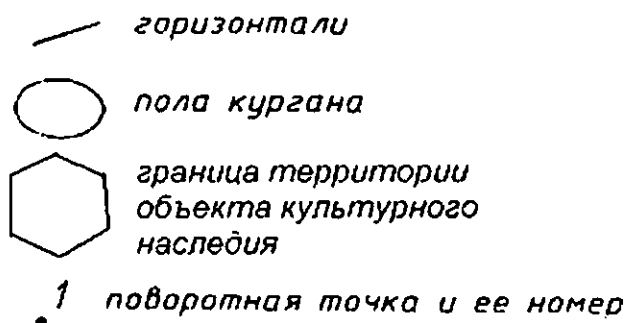 горизонтали
пола кургана
граница территории
объекта культурного
наследия
1 поворотная точка и ее номер